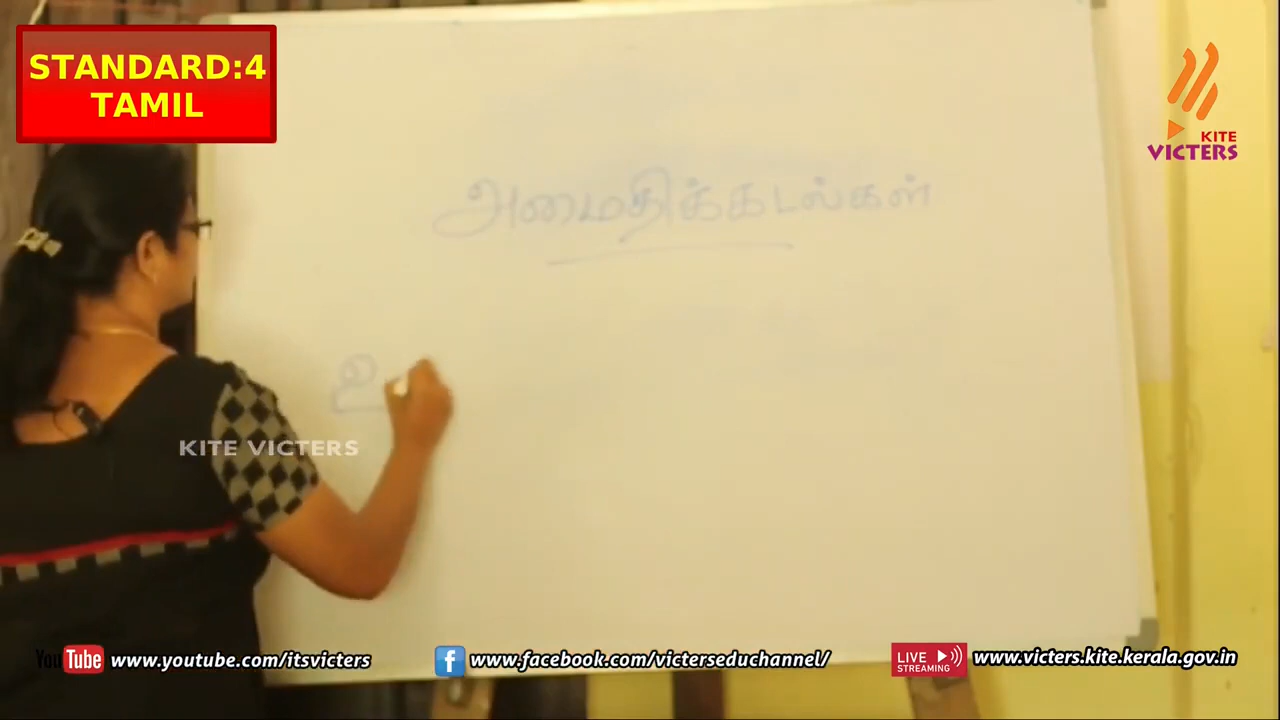 STANDARD:4
TAMIL
KITE
VICTERS
அமைதிக்கடல்கள்
உ
KITE VICTERS
YouTube www.youtube.com/itsvicters
f www.facebook.com/victerseduchannel/
LIVE STREAMING www.victers.kite.kerala.gov.in